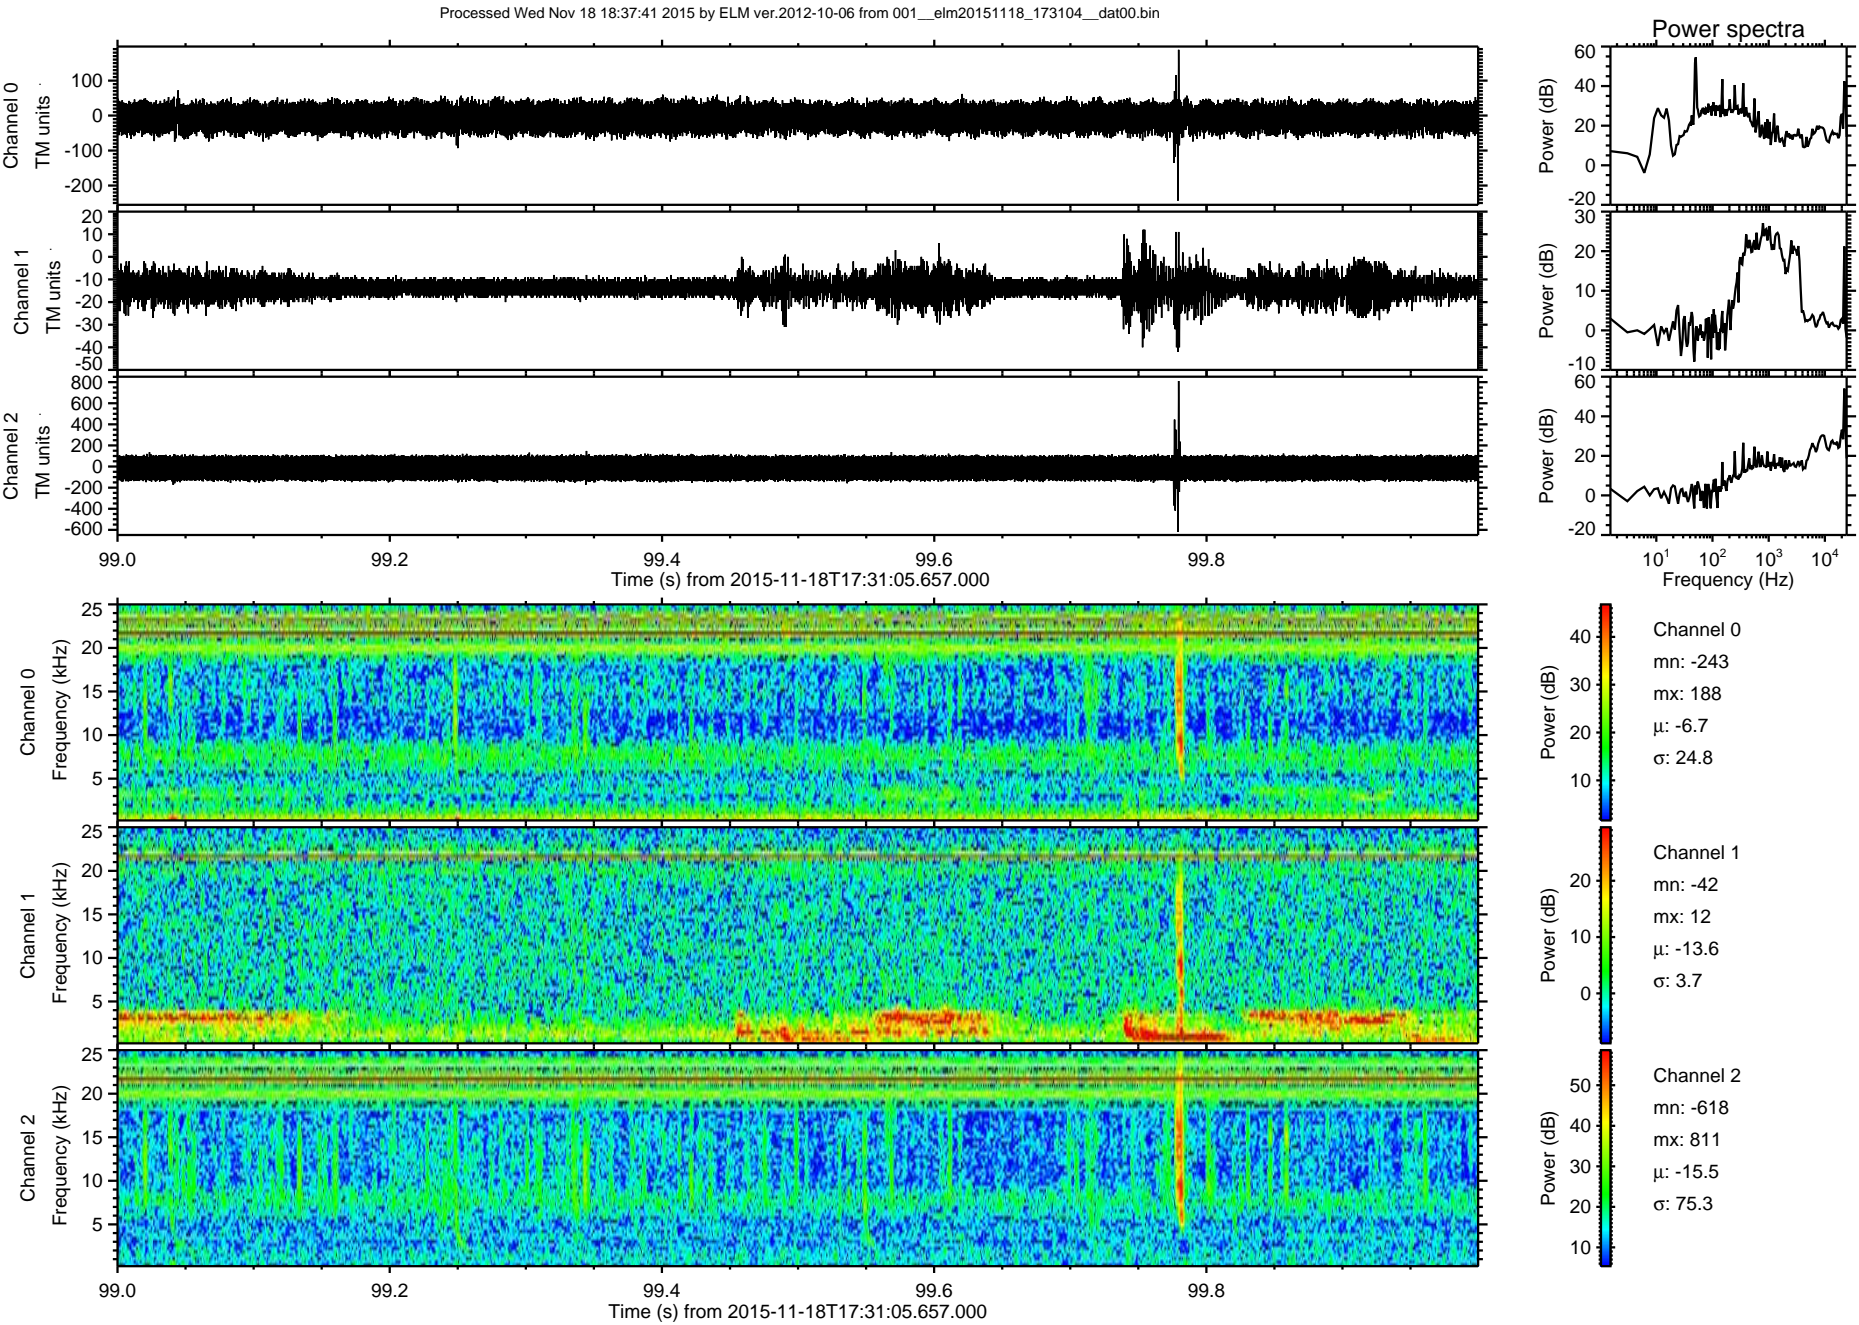 Processed Wed Nov 18 18:37:41 2015 by ELM ver.2012-10-06 from 001__elm20151118_173104__dat00.bin
Power spectra
Channel 0
TM units
100
0
-100
-200
Power (dB)
60
40
20
0
-20
Channel 1
TM units
20
10
0
-10
-20
-30
-40
-50
Power (dB)
30
20
10
0
-10
Channel 2
TM units
800
600
400
200
0
-200
-400
-600
Power (dB)
60
40
20
0
-20
99.0 99.2 99.4 99.6 99.8
Time (s) from 2015-11-18T17:31:05.657.000
10¹ 10² 10³ 10⁴
Frequency (Hz)
Channel 0
Frequency (kHz)
25
20
15
10
5
Power (dB)
40
30
20
10
Channel 0
mn: -243
mx: 188
μ: -6.7
σ: 24.8
Channel 1
Frequency (kHz)
25
20
15
10
5
Power (dB)
20
10
0
Channel 1
mn: -42
mx: 12
μ: -13.6
σ: 3.7
Channel 2
Frequency (kHz)
25
20
15
10
5
Power (dB)
50
40
30
20
10
Channel 2
mn: -618
mx: 811
μ: -15.5
σ: 75.3
99.0 99.2 99.4 99.6 99.8
Time (s) from 2015-11-18T17:31:05.657.000